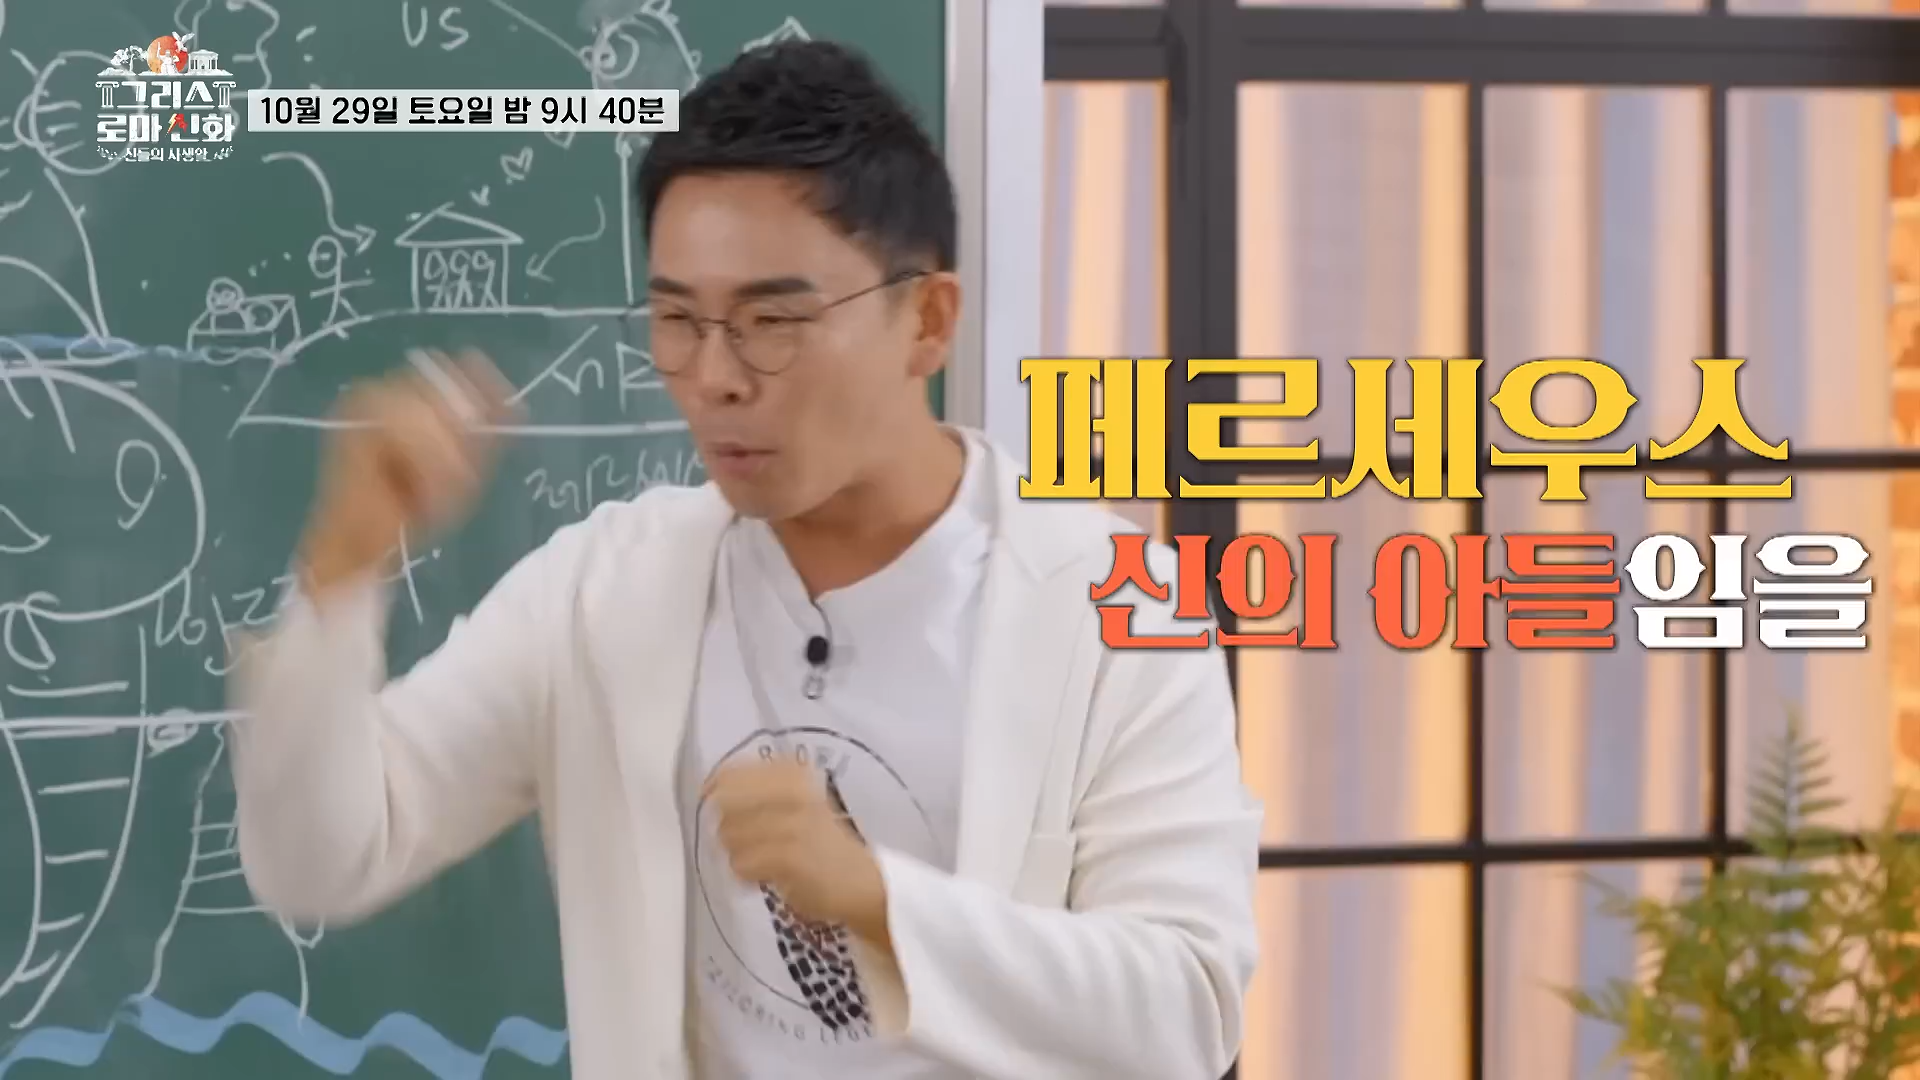 US
그리스
로마 신화
신들의 사생활
10월 29일 토요일 밤 9시 40분
페르세우스
신의 아들임을